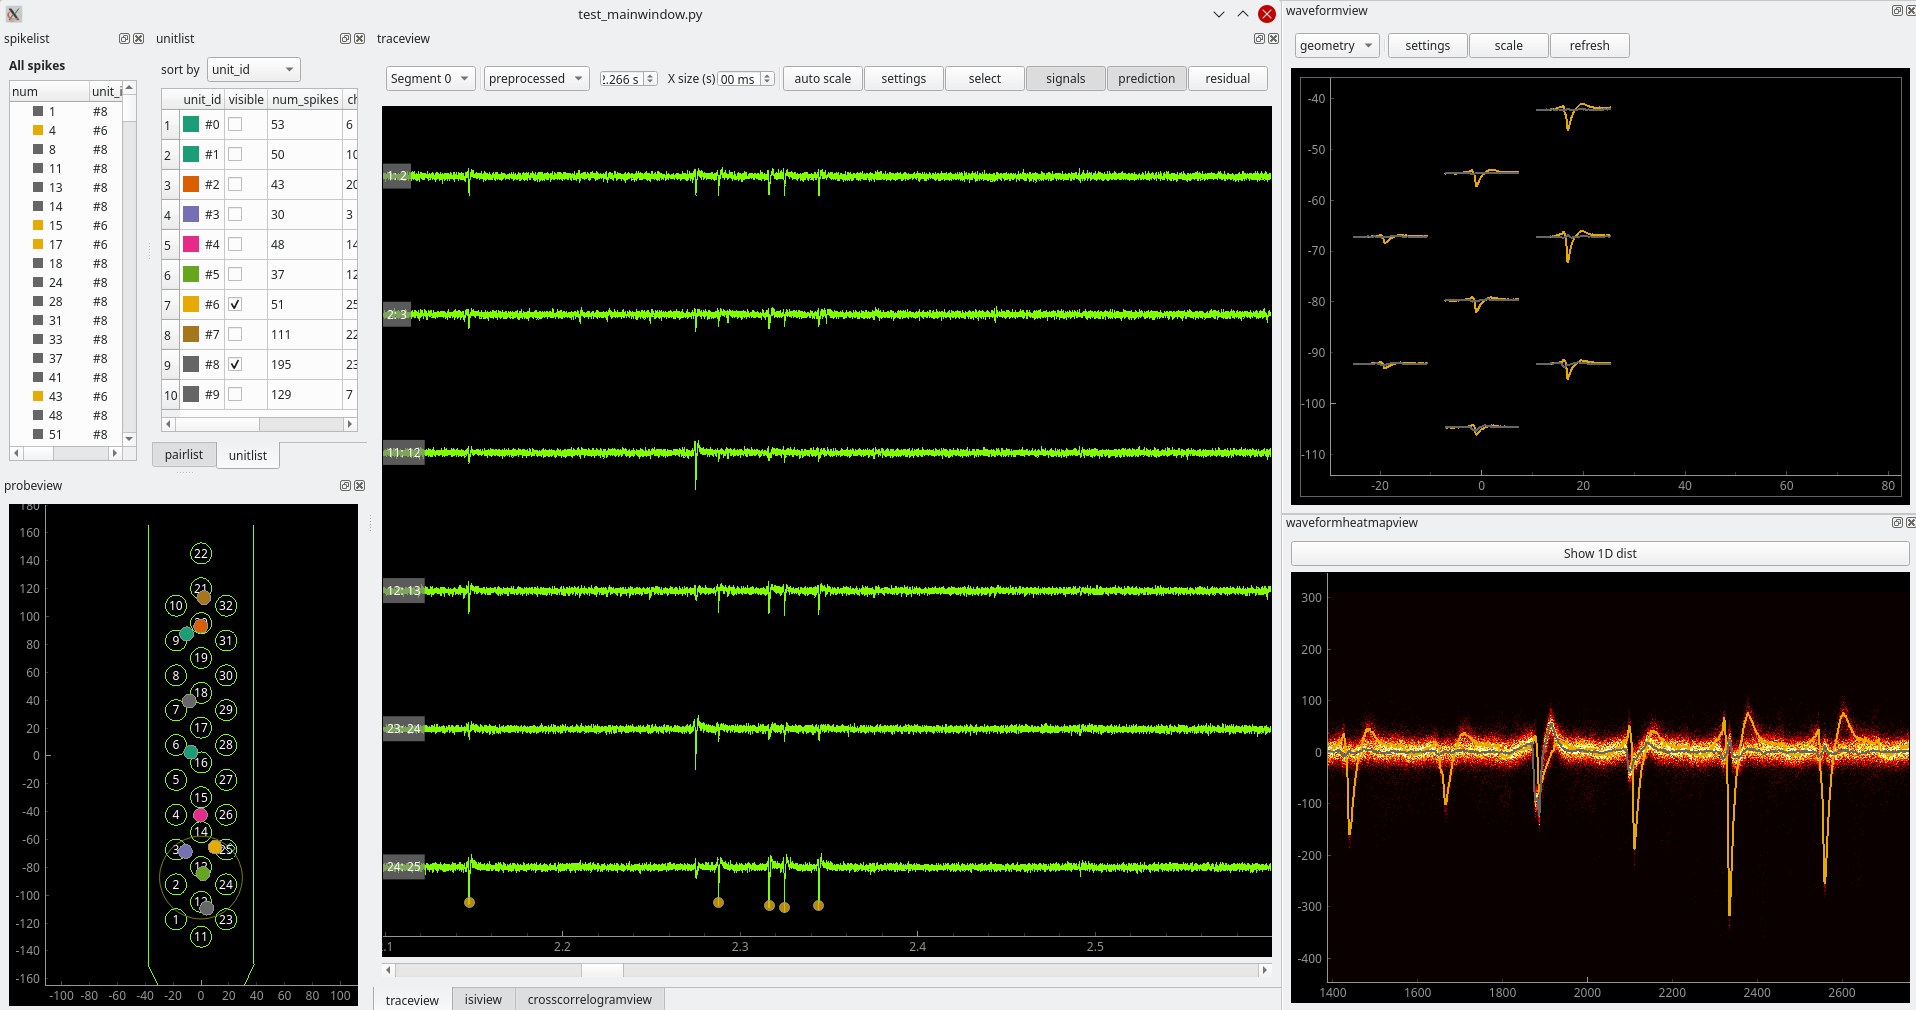 test_mainwindow.py
spikelist
All spikes
num unit_i
1 #8
4 #6
8 #8
11 #8
13 #8
14 #8
15 #6
17 #6
18 #8
24 #8
28 #8
31 #8
33 #8
37 #8
41 #8
43 #6
48 #8
51 #8
unitlist
sort by unit_id
unit_id visible num_spikes ch
1 #0 53 6
2 #1 50 10
3 #2 43 20
4 #3 30 3
5 #4 48 14
6 #5 37 12
7 #6 51 25
8 #7 111 22
9 #8 195 23
10 #9 129 7
pairlist unitlist
probeview
180
160
140
120
100
80
60
40
20
0
-20
-40
-60
-80
-100
-120
-140
-160
22
21
10 32
9 31
19
8 30
18
7 29
17
6 28
16
5 27
15
4 26
14
3 25
13
2 24
12
1 23
11
-100 -80 -60 -40 -20 0 20 40 60 80 100
traceview
Segment 0 preprocessed 2.266 s X size (s) 00 ms auto scale settings select signals prediction residual
1: 2
2: 3
11: 12
12: 13
23: 24
24: 25
.1 2.2 2.3 2.4 2.5
traceview isiview crosscorrelogramview
waveformview
geometry settings scale refresh
-40
-50
-60
-70
-80
-90
-100
-110
-20 0 20 40 60 80
waveformheatmapview
Show 1D dist
300
200
100
0
-100
-200
-300
-400
1400 1600 1800 2000 2200 2400 2600